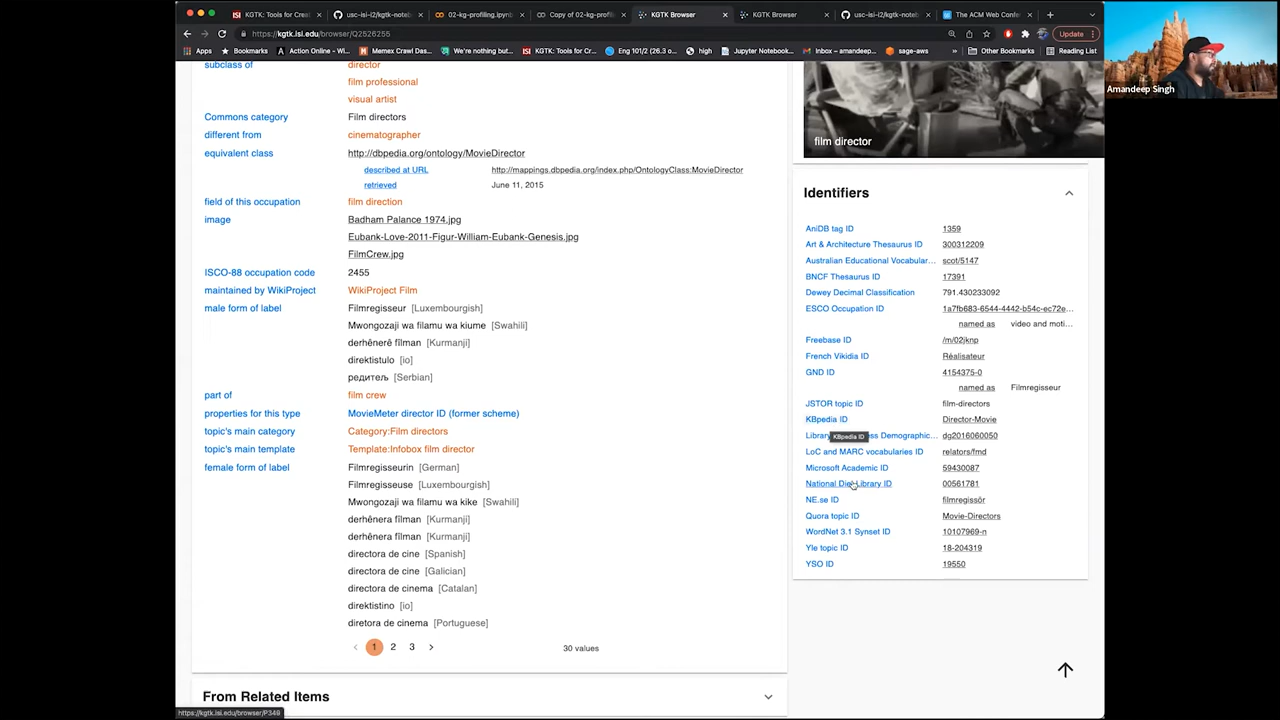 KGTK: Tools for Creat
usc-isi-i2/kgtk-noteb
02-kg-profiling.ipynb
Copy of 02-kg-profilin
KGTK Browser
KGTK Browser
usc-isi-i2/kgtk-noteb
The ACM Web Confe
https://kgtk.isi.edu/browser/Q2526255
Update
Apps
Bookmarks
Action Online - Wi...
Memex Crawl Das...
We're nothing but...
KGTK: Tools for Cr...
Eng 101/2 (26.3 o...
high
Jupyter Notebook...
Inbox – amandeep...
sage-aws
»
Other Bookmarks
Reading List
Amandeep Singh
subclass of
director
film professional
visual artist
Commons category
Film directors
different from
cinematographer
equivalent class
http://dbpedia.org/ontology/MovieDirector
described at URL
http://mappings.dbpedia.org/index.php/OntologyClass:MovieDirector
retrieved
June 11, 2015
field of this occupation
film direction
image
Badham Palance 1974.jpg
Eubank-Love-2011-Figur-William-Eubank-Genesis.jpg
FilmCrew.jpg
ISCO-88 occupation code
2455
maintained by WikiProject
WikiProject Film
male form of label
Filmregisseur [Luxembourgish]
Mwongozaji wa filamu wa kiume [Swahili]
derhênerê fîlman [Kurmanji]
direktistulo [io]
редитељ [Serbian]
part of
film crew
properties for this type
MovieMeter director ID (former scheme)
topic's main category
Category:Film directors
topic's main template
Template:Infobox film director
female form of label
Filmregisseurin [German]
Filmregisseuse [Luxembourgish]
Mwongozaji wa filamu wa kike [Swahili]
derhênera fîlman [Kurmanji]
derhênera fîlman [Kurmanji]
directora de cine [Spanish]
directora de cine [Galician]
directora de cinema [Catalan]
direktistino [io]
diretora de cinema [Portuguese]
1 2 3
30 values
From Related Items
https://kgtk.isi.edu/browser/P349
film director
Identifiers
AniDB tag ID
1359
Art & Architecture Thesaurus ID
300312209
Australian Educational Vocabular...
scot/5147
BNCF Thesaurus ID
17391
Dewey Decimal Classification
791.430233092
ESCO Occupation ID
1a7fb683-6544-4442-b54c-ec72e...
named as
video and moti...
Freebase ID
/m/02jknp
French Vikidia ID
Réalisateur
GND ID
4154375-0
named as
Filmregisseur
JSTOR topic ID
film-directors
KBpedia ID
Director-Movie
KBpedia ID
dg2016060050
LoC and MARC vocabularies ID
relators/fmd
Microsoft Academic ID
59430087
National Diet Library ID
00561781
NE.se ID
filmregissör
Quora topic ID
Movie-Directors
WordNet 3.1 Synset ID
10107969-n
Yle topic ID
18-204319
YSO ID
19550